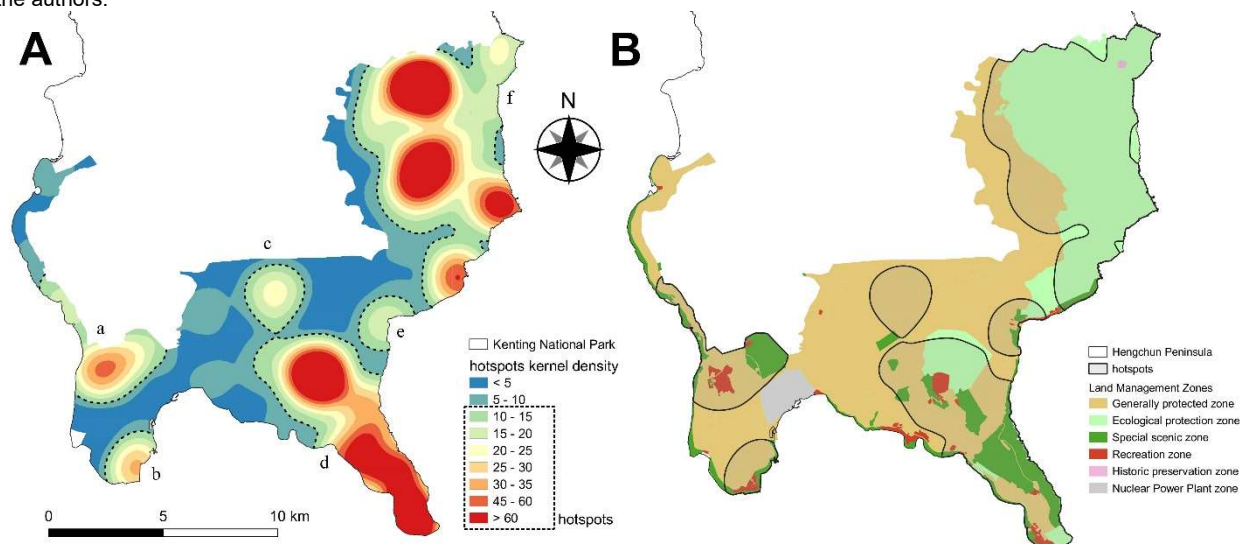 the authors.
A
B
f
N
c
a
e
b
d
Kenting National Park
hotspots kernel density
< 5
5 - 10
10 - 15
15 - 20
20 - 25
25 - 30
30 - 35
45 - 60
> 60
hotspots
0 5 10 km
Hengchun Peninsula
hotspots
Land Management Zones
Generally protected zone
Ecological protection zone
Special scenic zone
Recreation zone
Historic preservation zone
Nuclear Power Plant zone